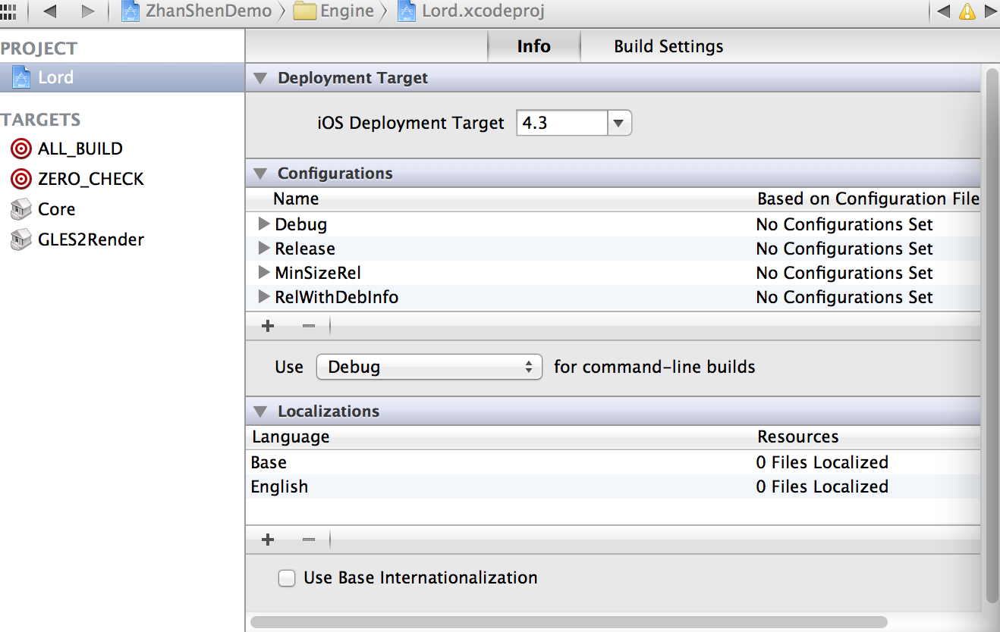 ZhanShenDemo Engine Lord.xcodeproj
PROJECT
Lord
TARGETS
ALL_BUILD
ZERO_CHECK
Core
GLES2Render
Info Build Settings
Deployment Target
iOS Deployment Target 4.3
Configurations
Name Based on Configuration File
Debug No Configurations Set
Release No Configurations Set
MinSizeRel No Configurations Set
RelWithDebInfo No Configurations Set
Use Debug for command-line builds
Localizations
Language Resources
Base 0 Files Localized
English 0 Files Localized
Use Base Internationalization